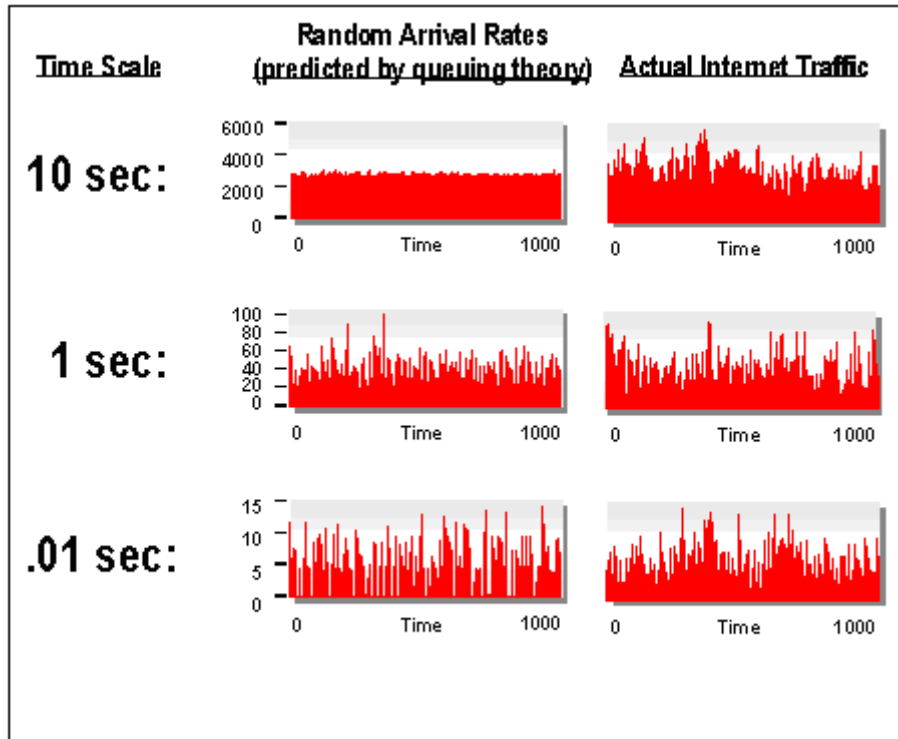 Random Arrival Rates
Time Scale (predicted by queuing theory) Actual Internet Traffic
10 sec:
6000
4000
2000
0
0 Time 1000
0 Time 1000
1 sec:
100
80
60
40
20
0
0 Time 1000
0 Time 1000
.01 sec:
15
10
5
0
0 Time 1000
0 Time 1000